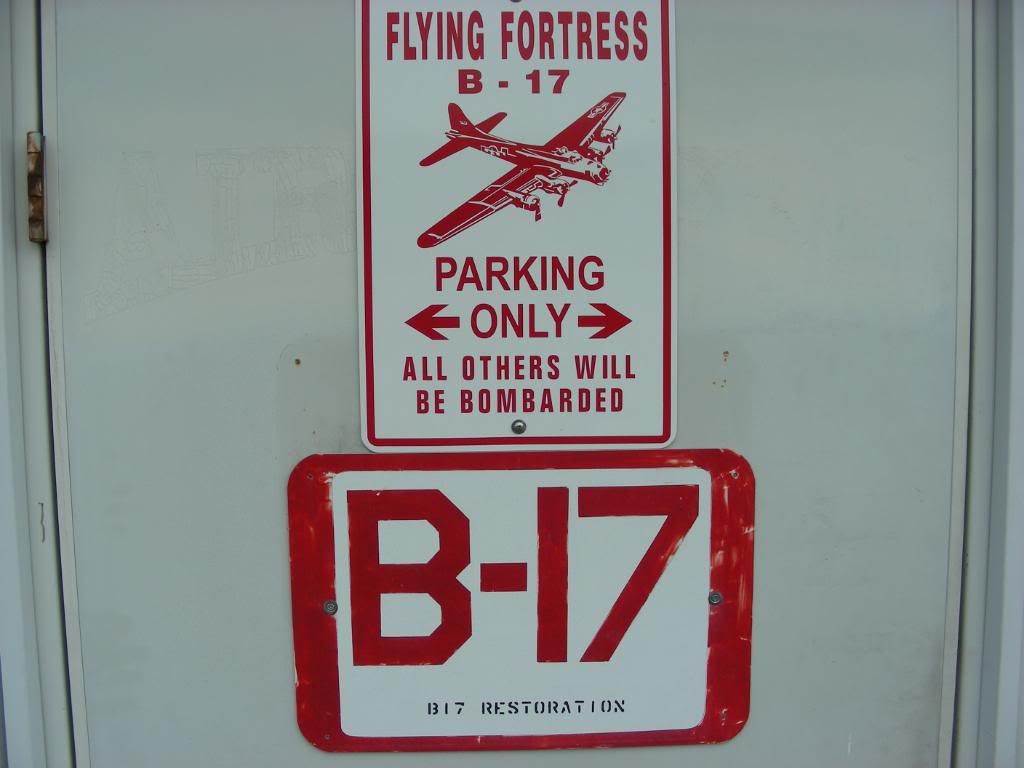 FLYING FORTRESS
B - 17
PARKING
ONLY
ALL OTHERS WILL
BE BOMBARDED
B-17
B17 RESTORATION